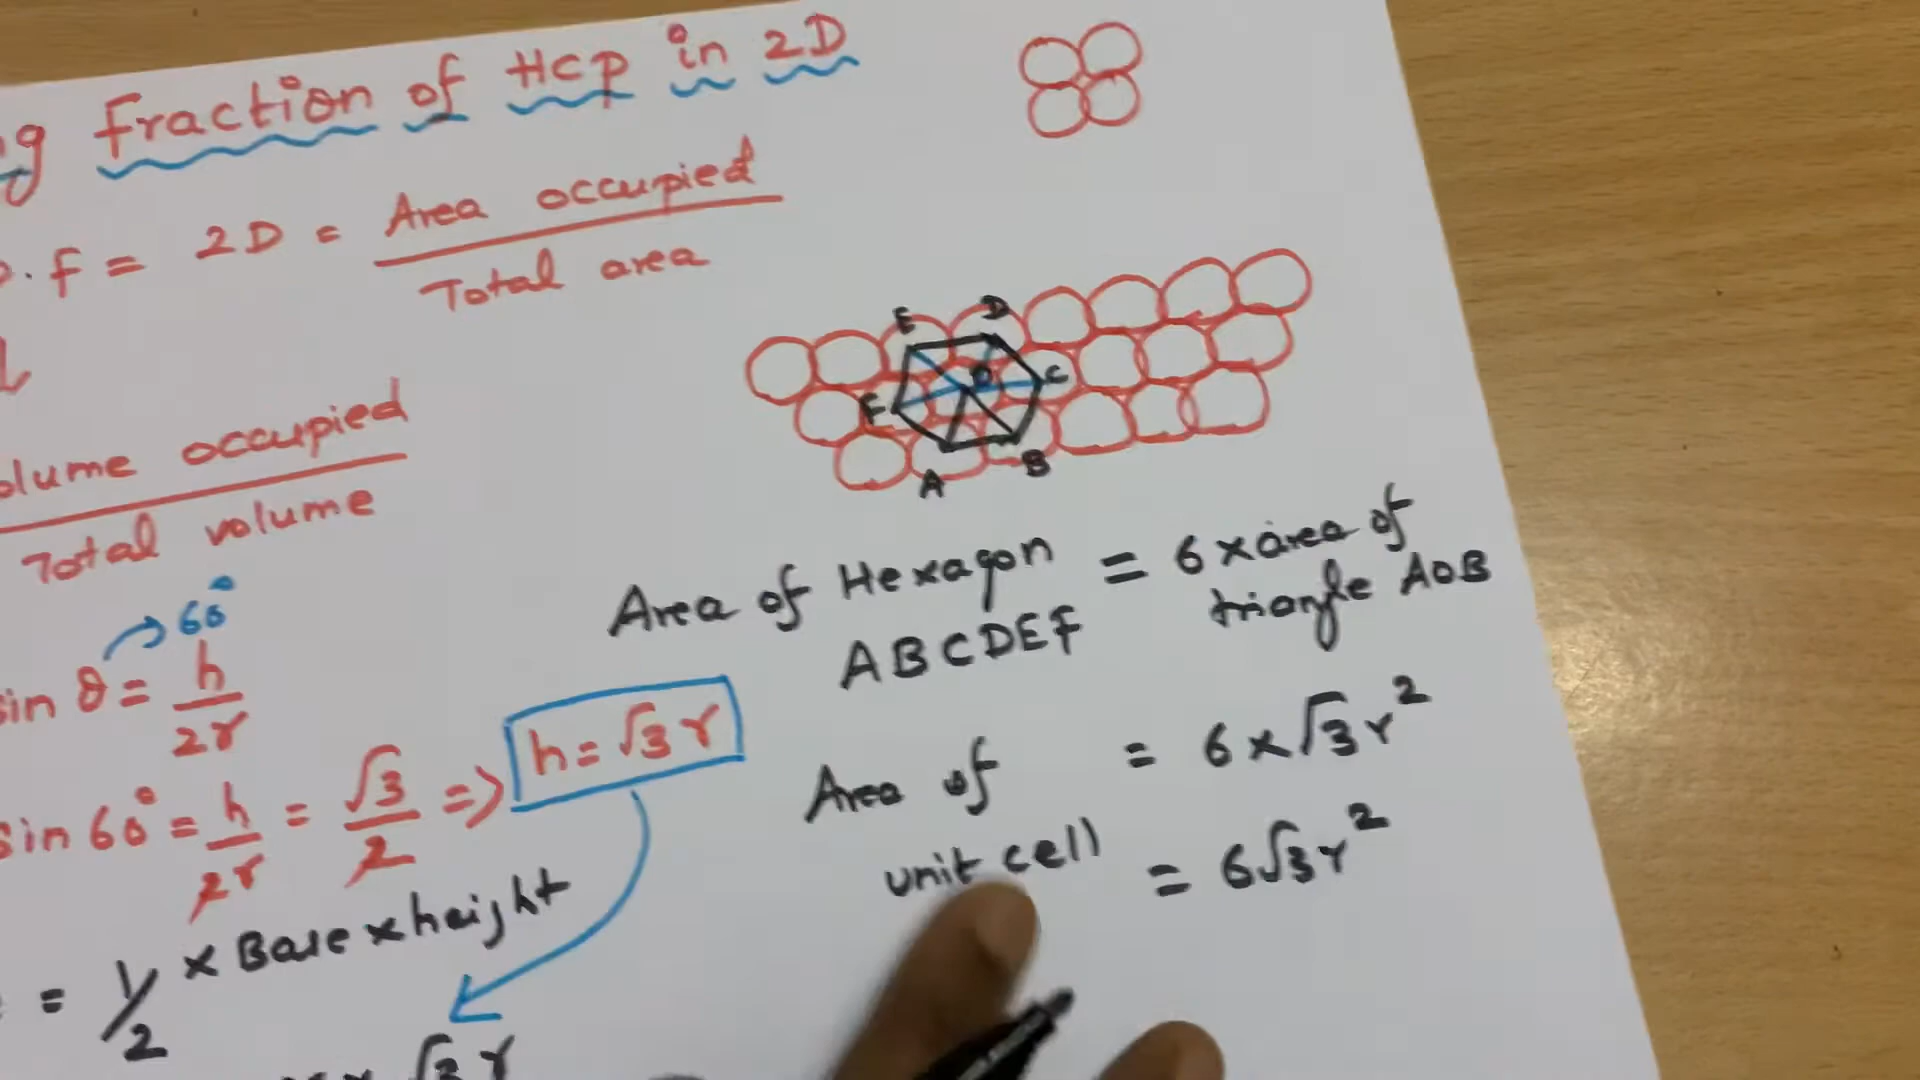 g Fraction of Hcp in 2D
P.F = 2D = Area occupied
Total area
olume occupied
Total volume
60°
sin θ = h
2r
sin 60° = h = √3 => h = √3 r
2r 2
= 1/2 × Base × height
√3 r
E D
F O C
A B
Area of Hexagon = 6 × area of
ABCDEF triangle AOB
Area of = 6 × √3 r²
unit cell = 6√3 r²